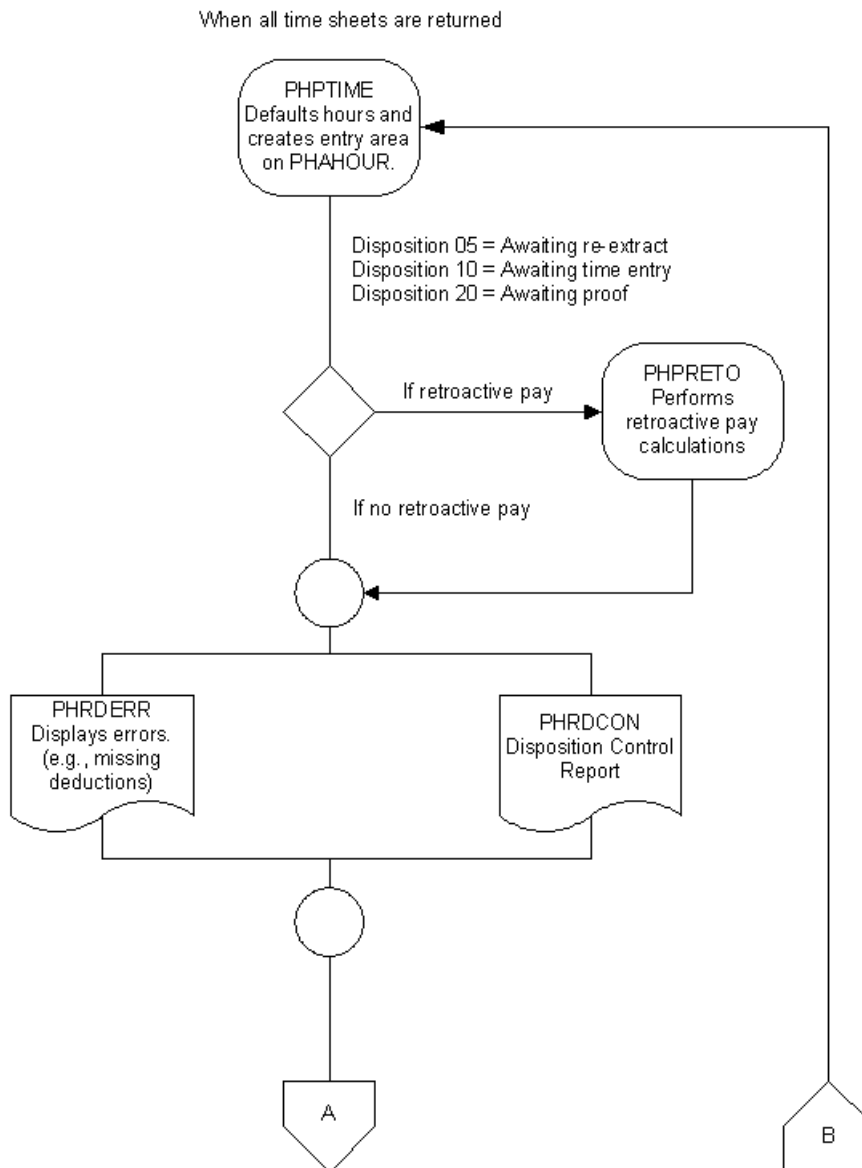 When all time sheets are returned
PHPTIME
Defaults hours and
creates entry area
on PHAHOUR.
Disposition 05 = Awaiting re-extract
Disposition 10 = Awaiting time entry
Disposition 20 = Awaiting proof
If retroactive pay
PHPRETO
Performs
retroactive pay
calculations
If no retroactive pay
PHRDERR
Displays errors.
(e.g., missing
deductions)
PHRDCON
Disposition Control
Report
A
B